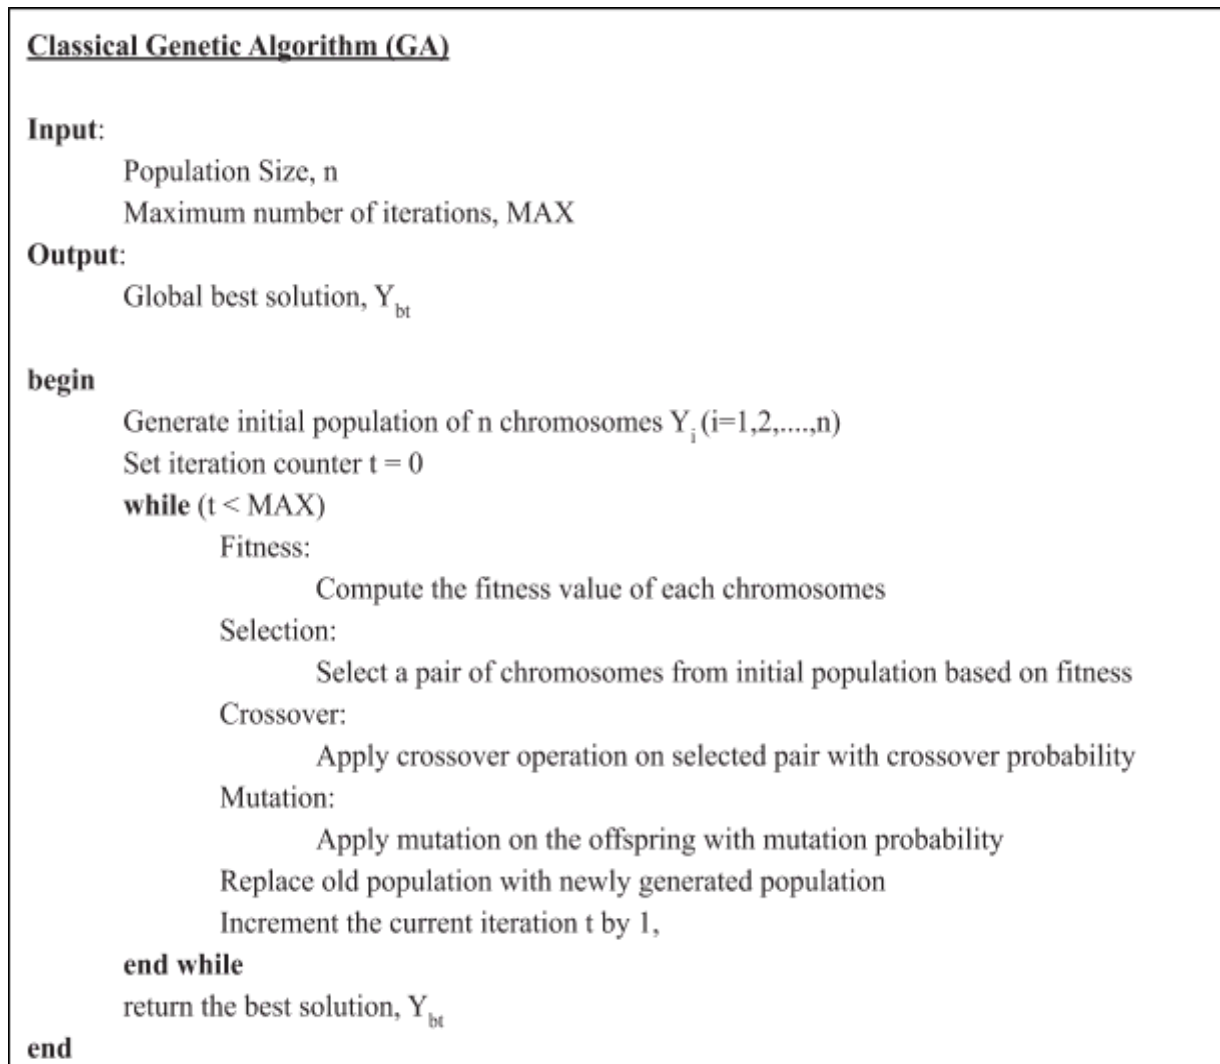 Classical Genetic Algorithm (GA)
Input:
Population Size, n
Maximum number of iterations, MAX
Output:
Global best solution, Y_bt
begin
Generate initial population of n chromosomes Y_i (i=1,2,....,n)
Set iteration counter t = 0
while (t < MAX)
Fitness:
Compute the fitness value of each chromosomes
Selection:
Select a pair of chromosomes from initial population based on fitness
Crossover:
Apply crossover operation on selected pair with crossover probability
Mutation:
Apply mutation on the offspring with mutation probability
Replace old population with newly generated population
Increment the current iteration t by 1,
end while
return the best solution, Y_bt
end